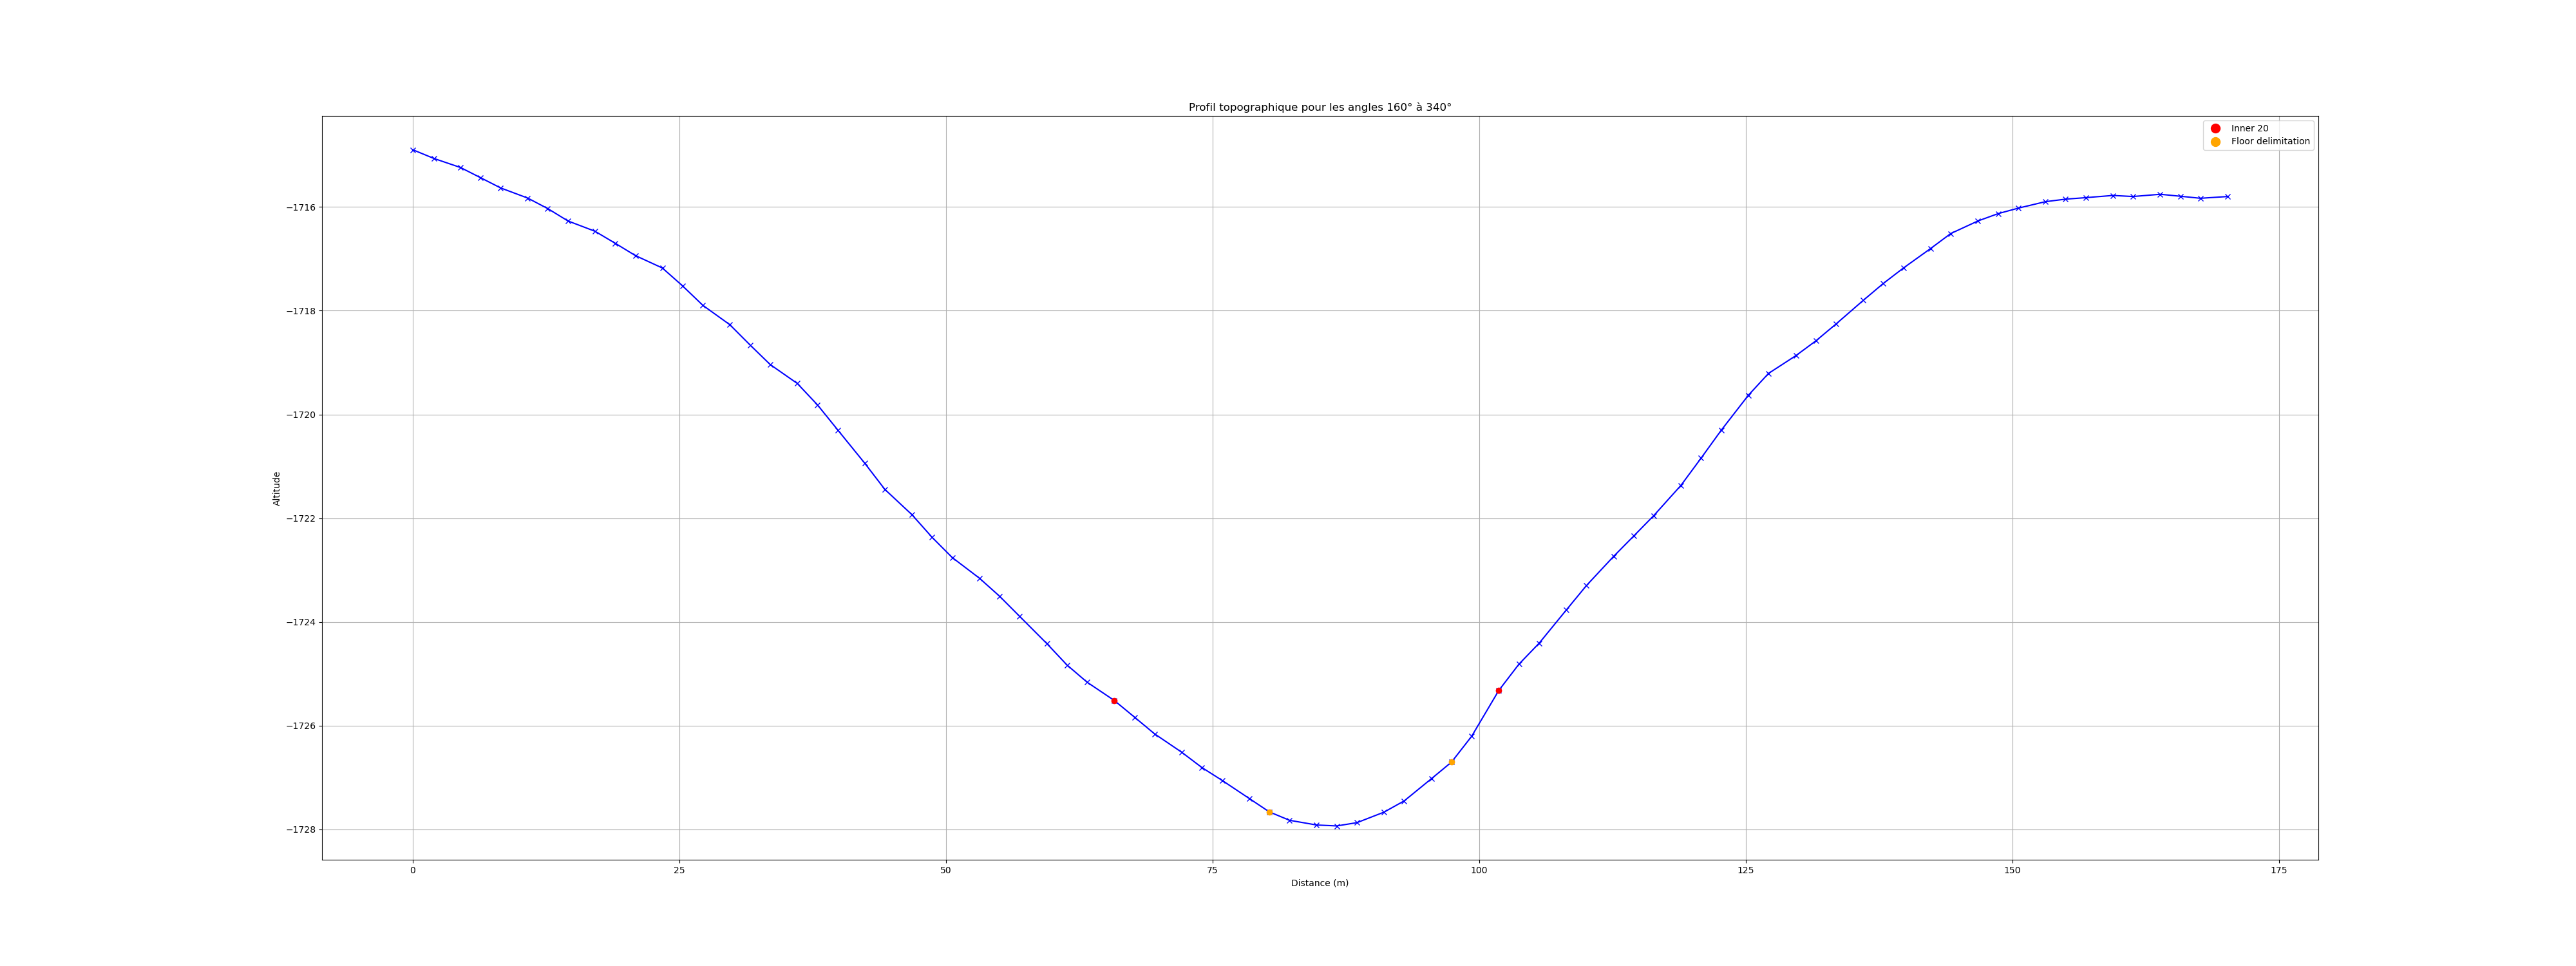 Profil topographique pour les angles 160° à 340°
Inner 20
Floor delimitation
Altitude
−1716
−1718
−1720
−1722
−1724
−1726
−1728
0 25 50 75 100 125 150 175
Distance (m)